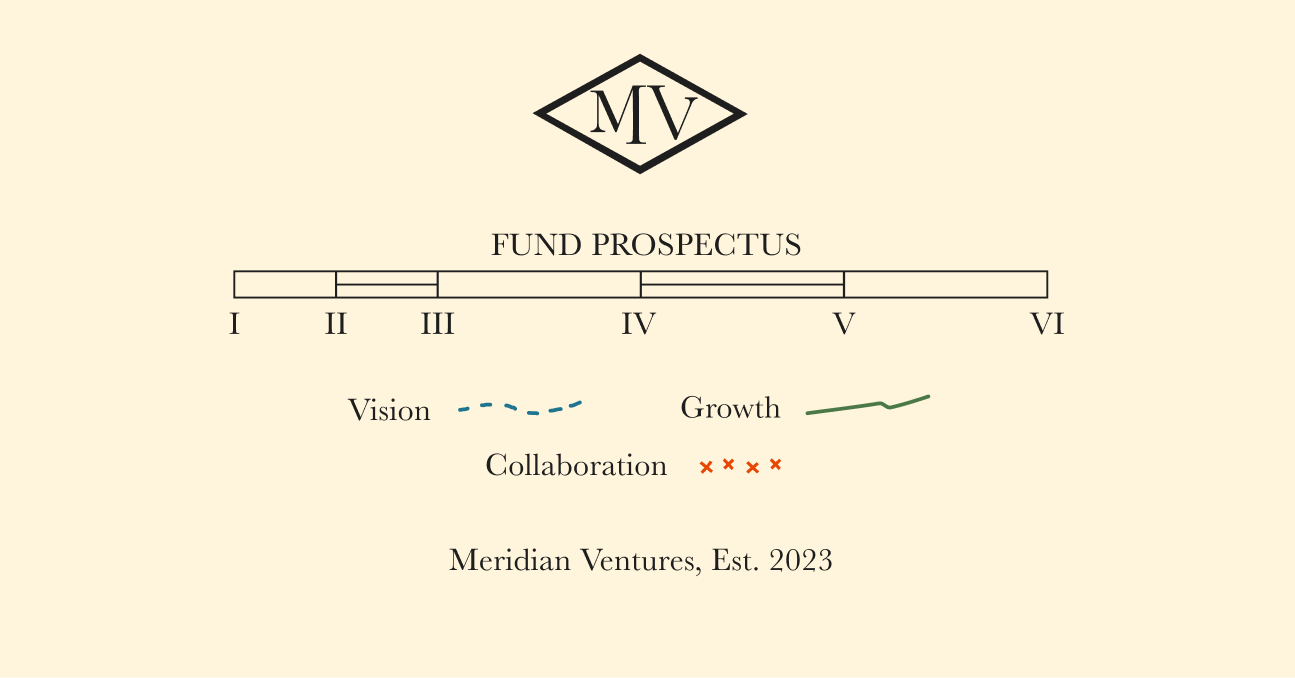 MV
FUND PROSPECTUS
I II III IV V VI
Vision Growth
Collaboration
Meridian Ventures, Est. 2023